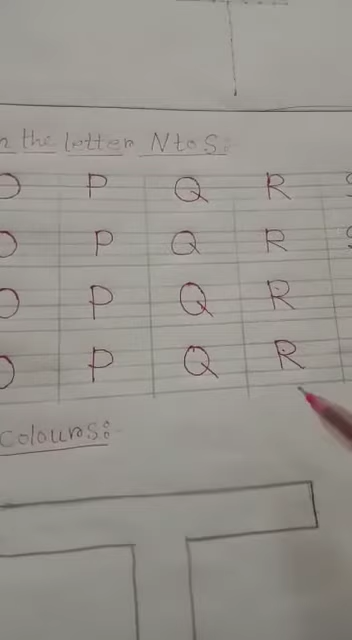 n the letter N to S:
O P Q R S
O P Q R S
O P Q R
O P Q R
colours: